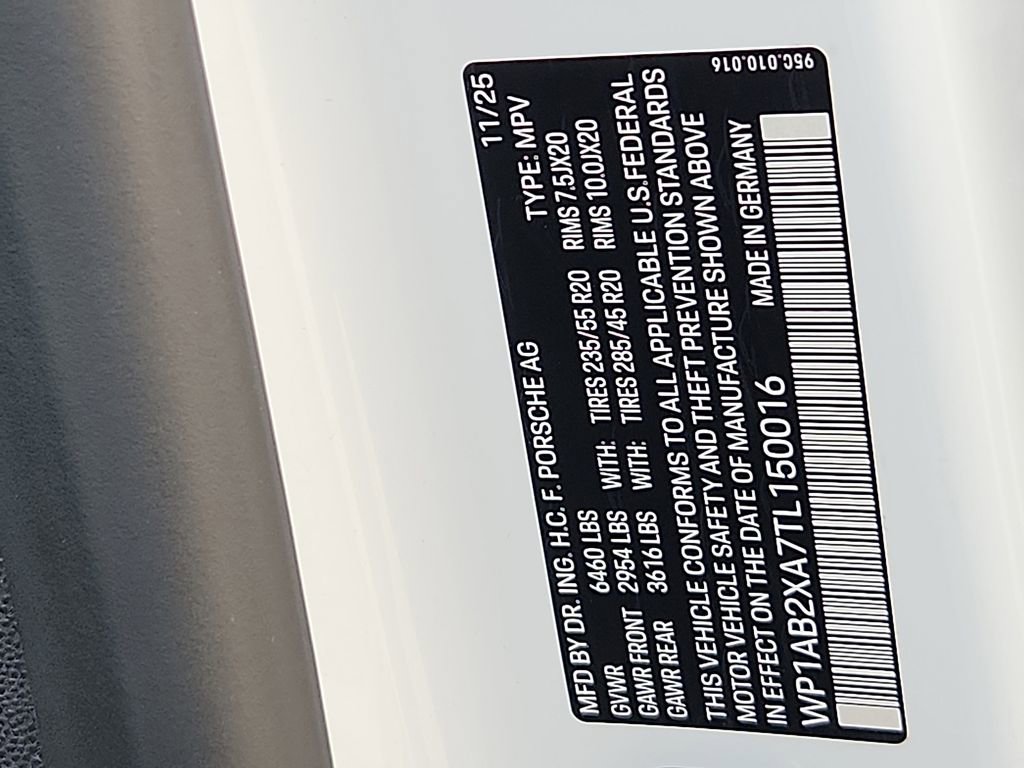 11/25
MFD BY DR. ING. H.C. F. PORSCHE AG TYPE: MPV
GVWR 6460 LBS
GAWR FRONT 2954 LBS WITH: TIRES 235/55 R20 RIMS 7.5JX20
GAWR REAR 3616 LBS WITH: TIRES 285/45 R20 RIMS 10.0JX20
THIS VEHICLE CONFORMS TO ALL APPLICABLE U.S.FEDERAL
MOTOR VEHICLE SAFETY AND THEFT PREVENTION STANDARDS
IN EFFECT ON THE DATE OF MANUFACTURE SHOWN ABOVE
WP1AB2XA7TL150016 MADE IN GERMANY
95C.010.016